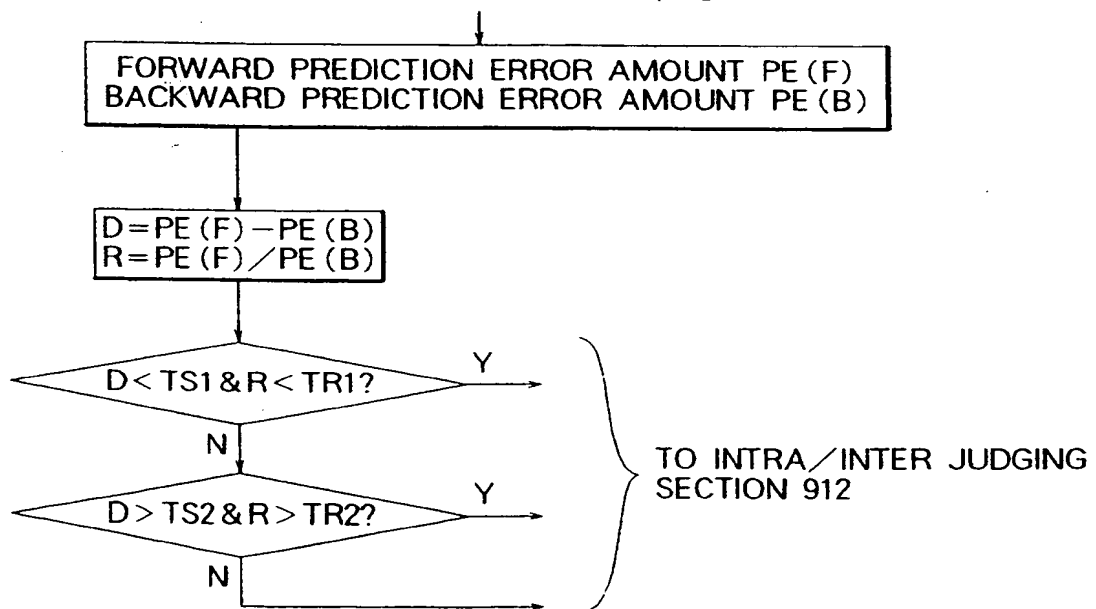 FORWARD PREDICTION ERROR AMOUNT PE(F)
BACKWARD PREDICTION ERROR AMOUNT PE(B)
D=PE(F)-PE(B)
R=PE(F)/PE(B)
D<TS1&R<TR1?
Y
N
TO INTRA/INTER JUDGING
SECTION 912
D>TS2&R>TR2?
Y
N